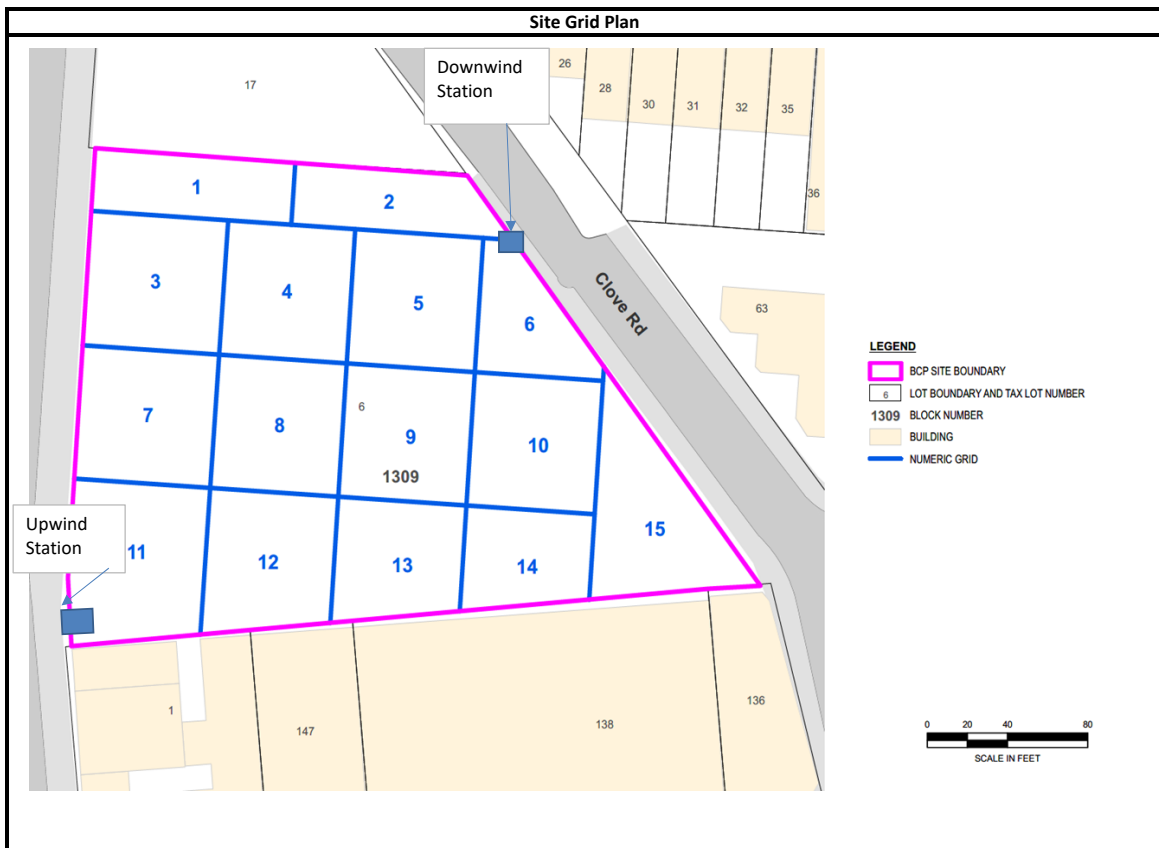 Site Grid Plan
Downwind
Station
17
26
28
30
31
32
35
36
1
2
3
4
5
6
Clove Rd
63
7
8
6
9
10
1309
Upwind
Station
11
12
13
14
15
1
147
138
136
LEGEND
BCP SITE BOUNDARY
6 LOT BOUNDARY AND TAX LOT NUMBER
1309 BLOCK NUMBER
BUILDING
NUMERIC GRID
0 20 40 80
SCALE IN FEET